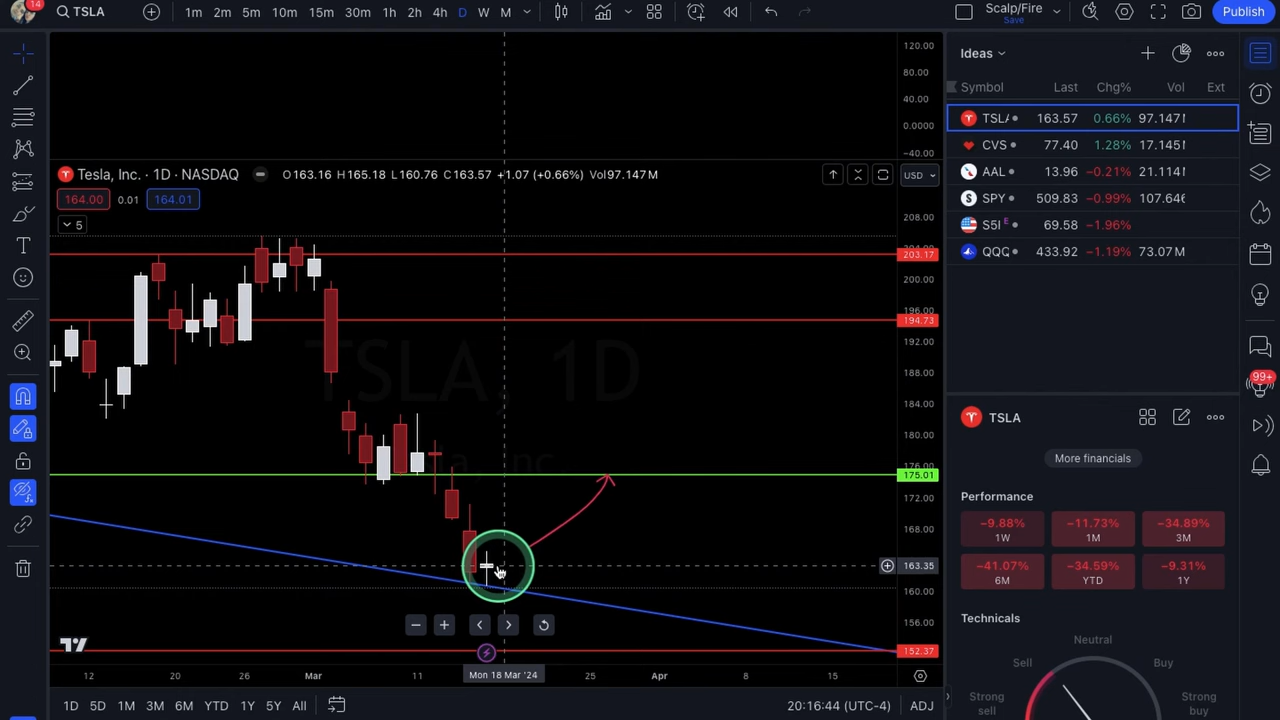 14
TSLA
1m 2m 5m 10m 15m 30m 1h 2h 4h D W M
Scalp/Fire
Save
Publish
120.00
80.00
40.00
0.0000
−40.00
Tesla, Inc. · 1D · NASDAQ
O163.16 H165.18 L160.76 C163.57 +1.07 (+0.66%) Vol97.147M
USD
164.00 0.01 164.01
5
208.00
203.17
200.00
196.00
194.73
192.00
188.00
TSLA, 1D
184.00
180.00
176.00
175.01
172.00
168.00
163.35
160.00
156.00
152.37
12 20 26 Mar 11 Mon 18 Mar '24 25 Apr 8 15
1D 5D 1M 3M 6M YTD 1Y 5Y All
20:16:44 (UTC-4) ADJ
Ideas
Symbol Last Chg% Vol Ext
TSLA 163.57 0.66% 97.147M
CVS 77.40 1.28% 17.145M
AAL 13.96 −0.21% 21.114M
SPY 509.83 −0.99% 107.646
S5I E 69.58 −1.96%
QQQ 433.92 −1.19% 73.07M
99+
TSLA
More financials
Performance
−9.88% −11.73% −34.89%
1W 1M 3M
−41.07% −34.59% −9.31%
6M YTD 1Y
Technicals
Neutral
Sell Buy
Strong sell
Strong buy